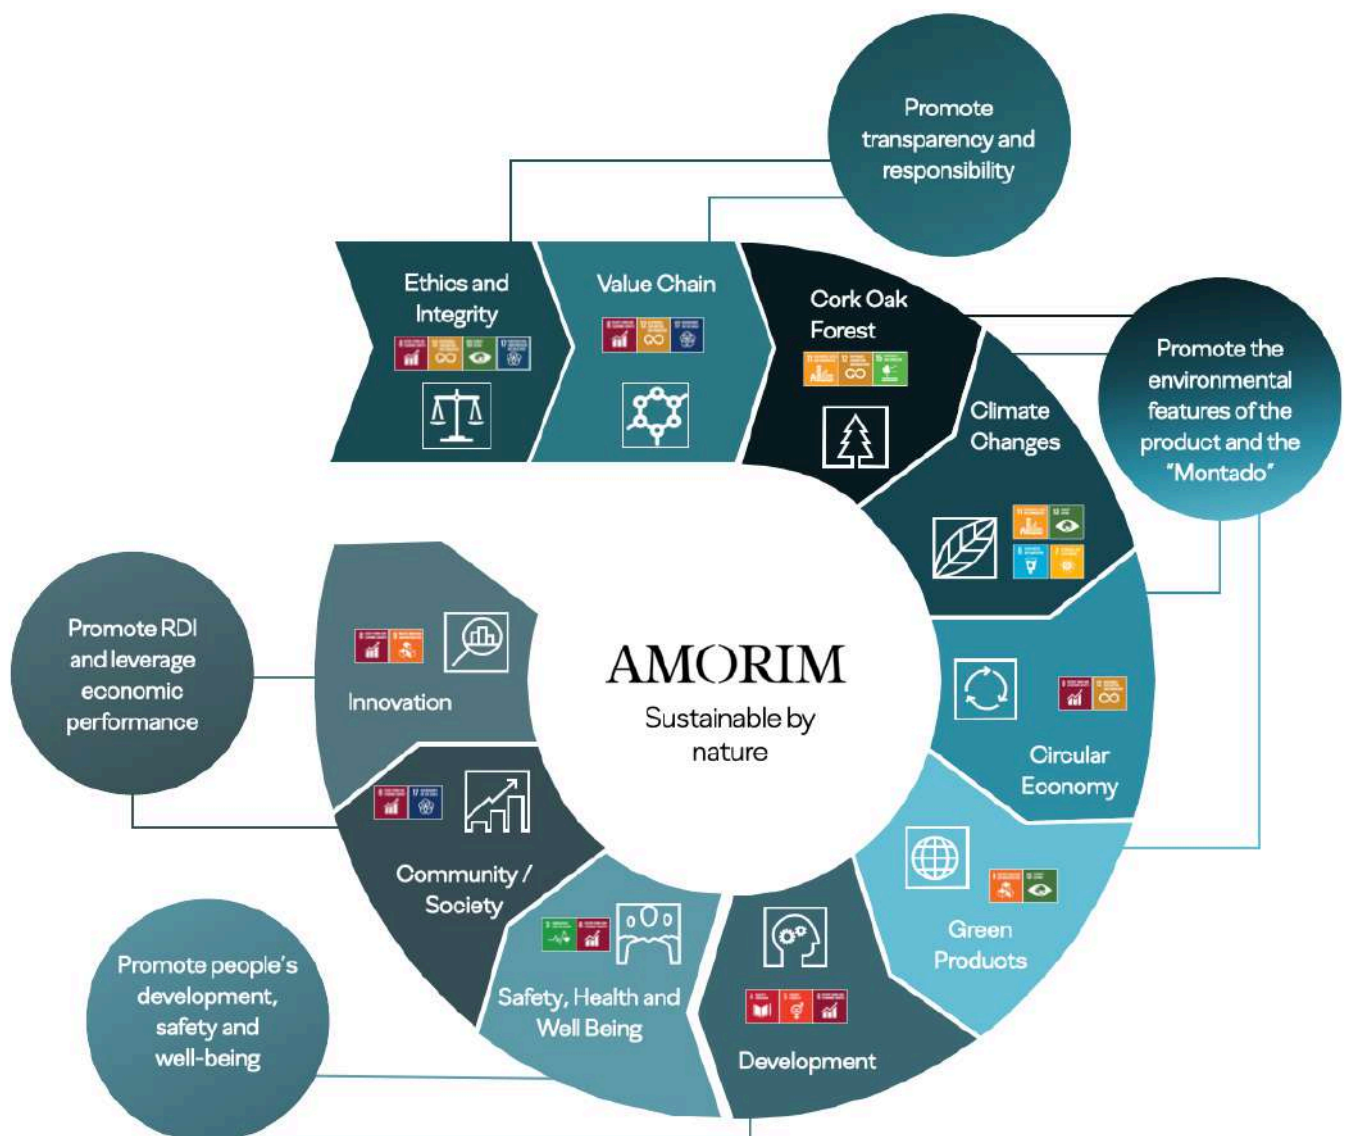 Promote
transparency and
responsibility
Ethics and
Integrity
Value Chain
Cork Oak
Forest
Climate
Changes
Promote the
environmental
features of the
product and the
"Montado"
Circular
Economy
Green
Products
Development
Safety, Health and
Well Being
Community /
Society
Innovation
Promote RDI
and leverage
economic
performance
Promote people's
development,
safety and
well-being
AMORIM
Sustainable by
nature